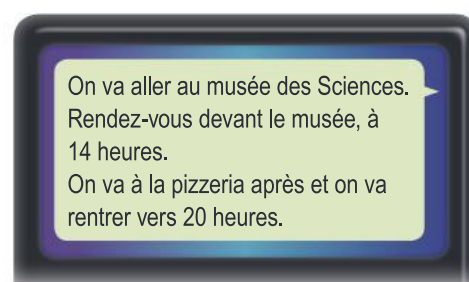 On va aller au musée des Sciences.
Rendez-vous devant le musée, à
14 heures.
On va à la pizzeria après et on va
rentrer vers 20 heures.